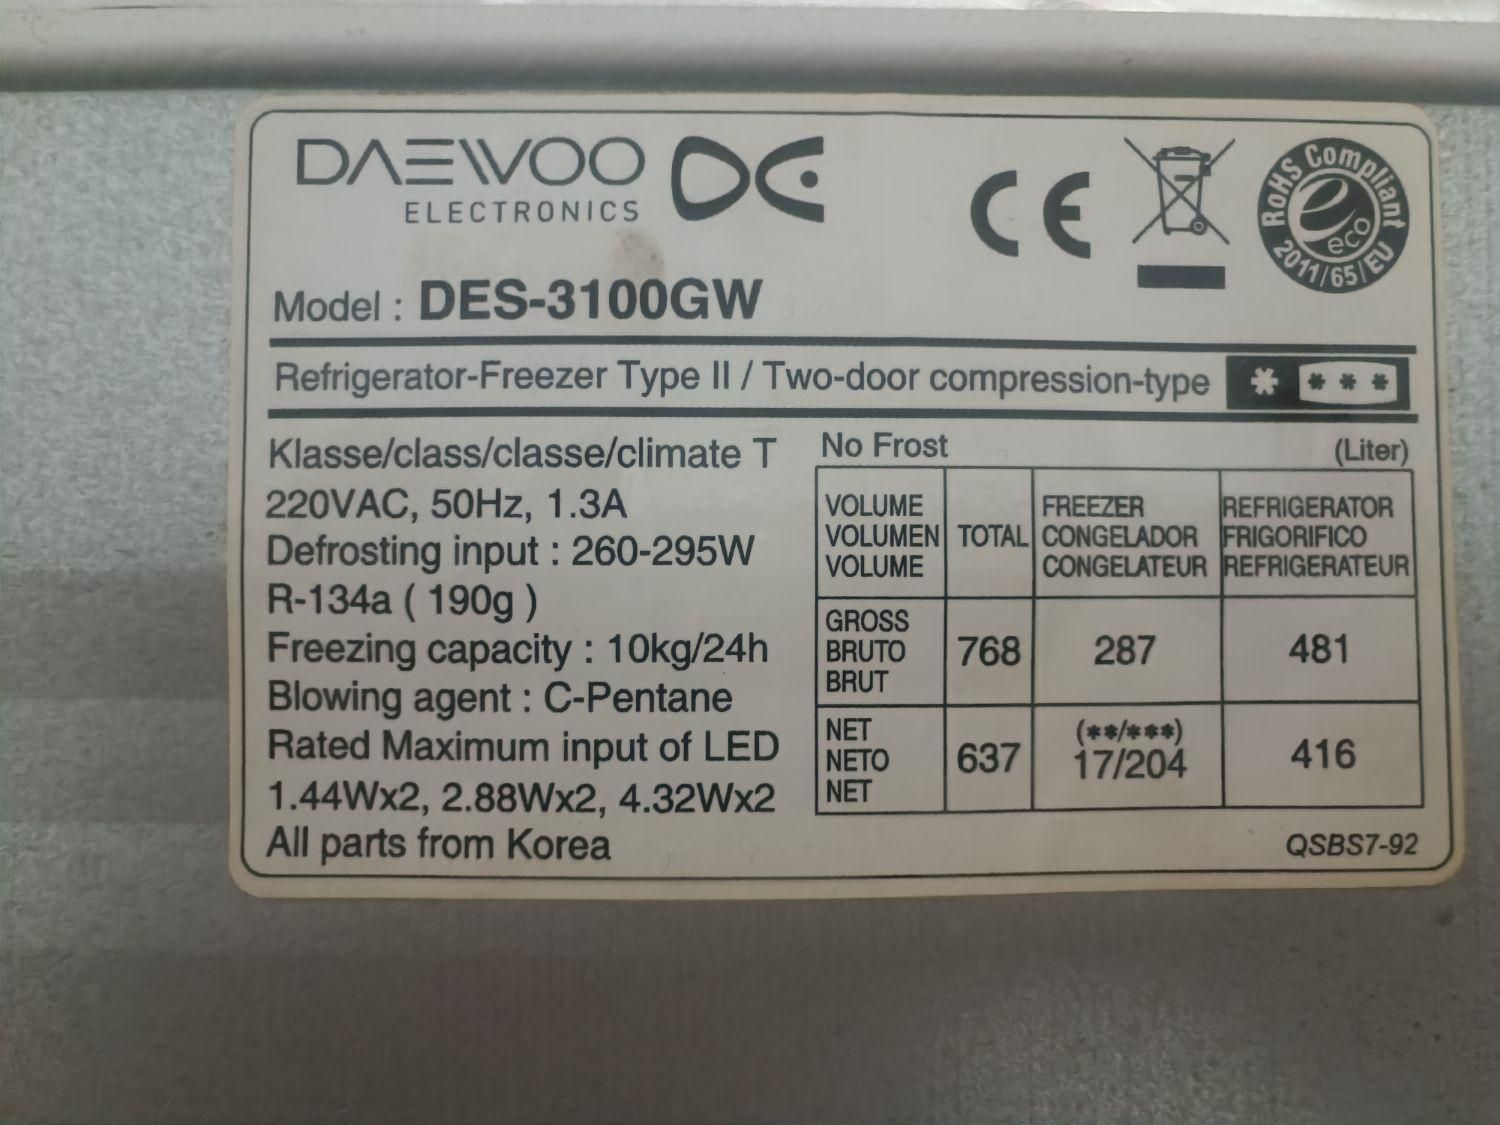 DAEWOO
ELECTRONICS
CE
RoHS Compliant
eco
2011/65/EU
Model : DES-3100GW
Refrigerator-Freezer Type II / Two-door compression-type * ***
Klasse/class/classe/climate T
220VAC, 50Hz, 1.3A
Defrosting input : 260-295W
R-134a ( 190g )
Freezing capacity : 10kg/24h
Blowing agent : C-Pentane
Rated Maximum input of LED
1.44Wx2, 2.88Wx2, 4.32Wx2
All parts from Korea
No Frost (Liter)
VOLUME FREEZER REFRIGERATOR
VOLUMEN TOTAL CONGELADOR FRIGORIFICO
VOLUME CONGELATEUR REFRIGERATEUR
GROSS
BRUTO 768 287 481
BRUT
NET (**/***)
NETO 637 17/204 416
NET
QSBS7-92